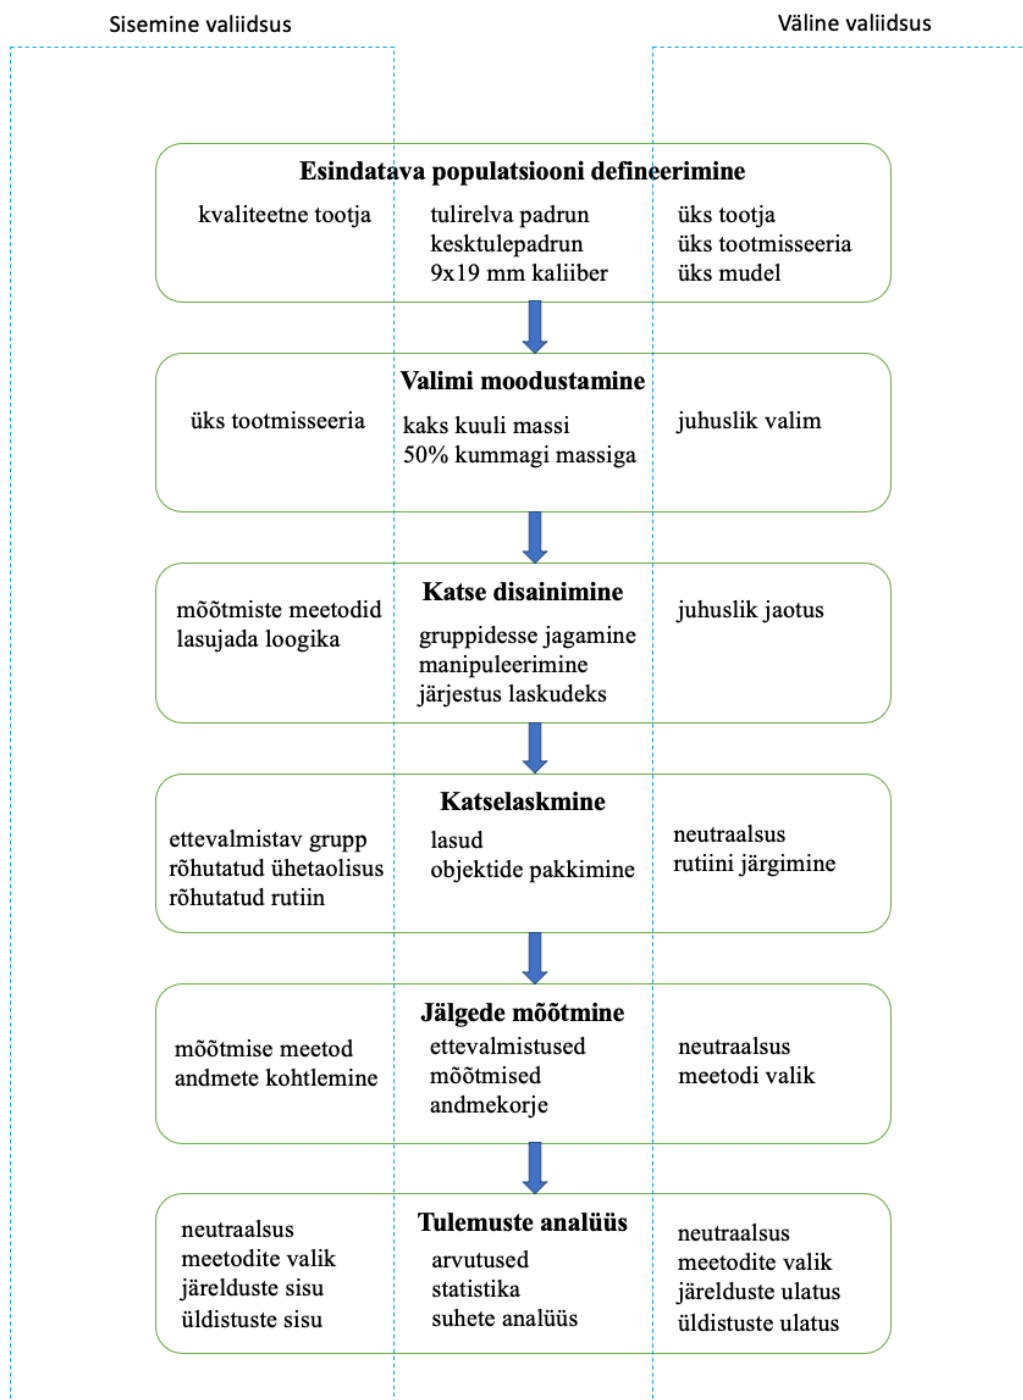 Sisemine valiidsus
Väline valiidsus
Esindatava populatsiooni defineerimine
kvaliteetne tootja
tulirelva padrun
kesktulepadrun
9x19 mm kaliiber
üks tootja
üks tootmisseeria
üks mudel
Valimi moodustamine
üks tootmisseeria
kaks kuuli massi
50% kummagi massiga
juhuslik valim
Katse disainimine
mõõtmiste meetodid
lasujada loogika
gruppidesse jagamine
manipuleerimine
järjestus laskudeks
juhuslik jaotus
Katselaskmine
ettevalmistav grupp
rõhutatud ühetaolisus
rõhutatud rutiin
lasud
objektide pakkimine
neutraalsus
rutiini järgimine
Jälgede mõõtmine
mõõtmise meetod
andmete kohtlemine
ettevalmistused
mõõtmised
andmekorje
neutraalsus
meetodi valik
Tulemuste analüüs
neutraalsus
meetodite valik
järelduste sisu
üldistuste sisu
arvutused
statistika
suhete analüüs
neutraalsus
meetodite valik
järelduste ulatus
üldistuste ulatus